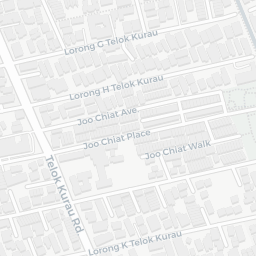 Lorong G Telok Kurau
Lorong H Telok Kurau
Joo Chiat Ave
Joo Chiat Place
Joo Chiat Walk
Telok Kurau Rd
Lorong K Telok Kurau